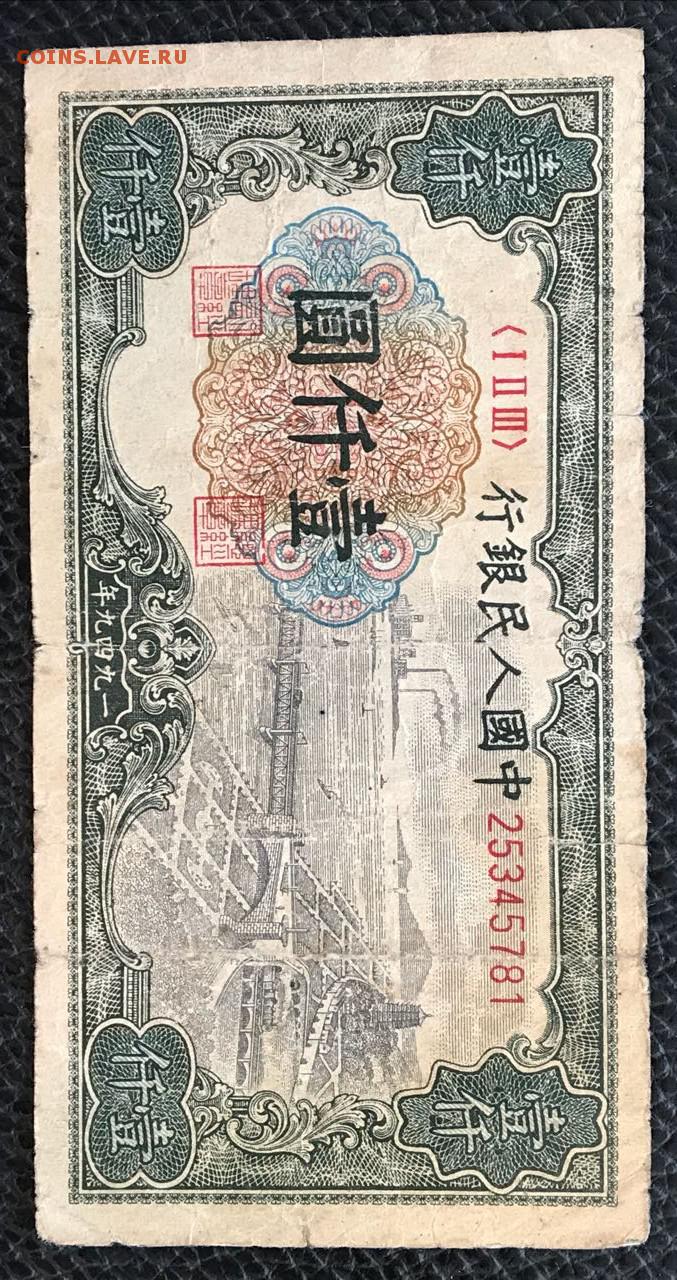 COINS.LAVE.RU
壹仟
壹仟
〈I II III〉
中國人民銀行
25345781
壹仟圓
壹仟
一九四九年
壹仟